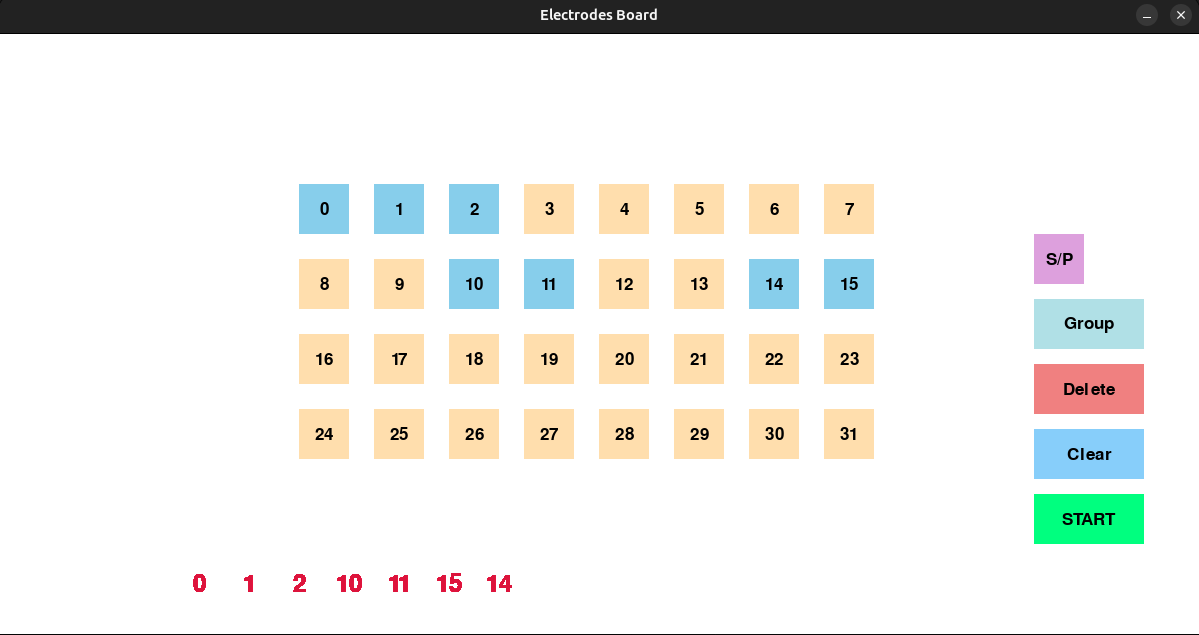 Electrodes Board
0 1 2 3 4 5 6 7
8 9 10 11 12 13 14 15
S/P
Group
16 17 18 19 20 21 22 23
Delete
24 25 26 27 28 29 30 31
Clear
START
0 1 2 10 11 15 14